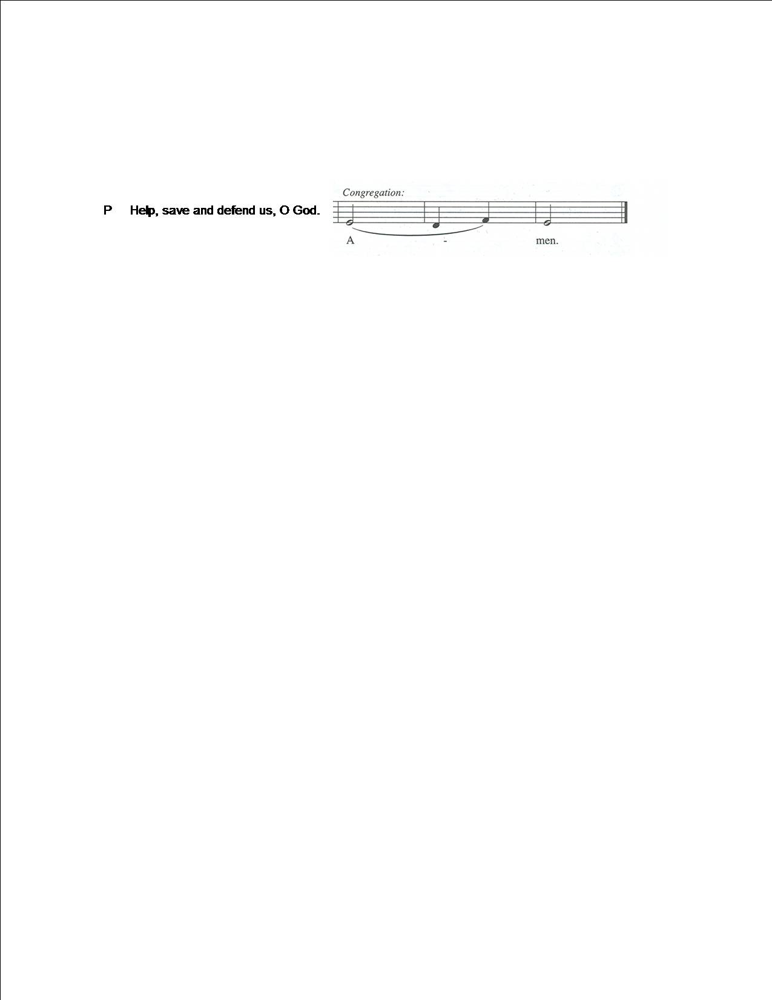 Congregation:
P Help, save and defend us, O God.
A - men.